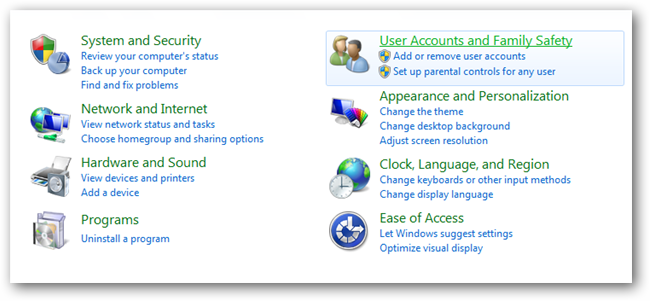 System and Security
Review your computer's status
Back up your computer
Find and fix problems
Network and Internet
View network status and tasks
Choose homegroup and sharing options
Hardware and Sound
View devices and printers
Add a device
Programs
Uninstall a program
User Accounts and Family Safety
Add or remove user accounts
Set up parental controls for any user
Appearance and Personalization
Change the theme
Change desktop background
Adjust screen resolution
Clock, Language, and Region
Change keyboards or other input methods
Change display language
Ease of Access
Let Windows suggest settings
Optimize visual display